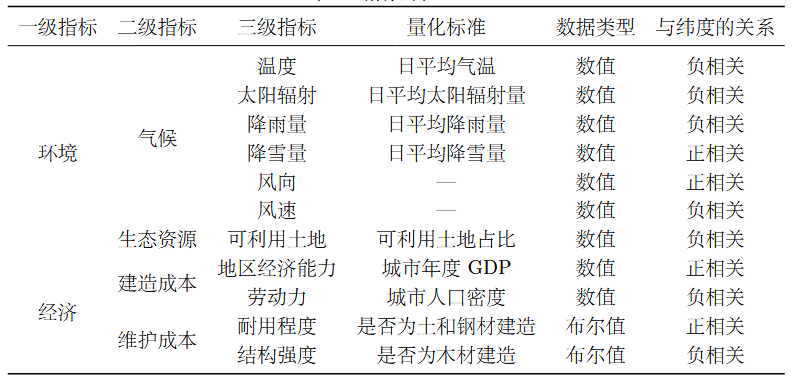 一级指标 二级指标 三级指标 量化标准 数据类型 与纬度的关系
温度 日平均气温 数值 负相关
太阳辐射 日平均太阳辐射量 数值 负相关
气候 降雨量 日平均降雨量 数值 负相关
环境 降雪量 日平均降雪量 数值 正相关
风向 — 数值 正相关
风速 — 数值 负相关
生态资源 可利用土地 可利用土地占比 数值 负相关
建造成本 地区经济能力 城市年度 GDP 数值 正相关
经济 劳动力 城市人口密度 数值 负相关
维护成本 耐用程度 是否为土和钢材建造 布尔值 正相关
结构强度 是否为木材建造 布尔值 负相关